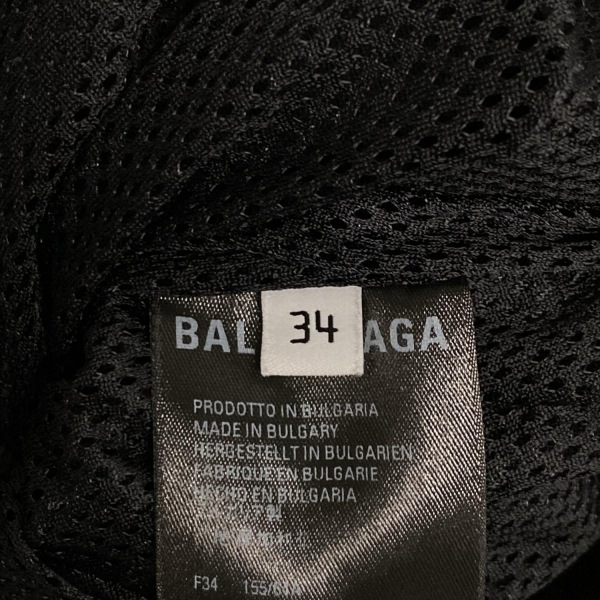 34
BAL AGA
PRODOTTO IN BULGARIA
MADE IN BULGARY
HERGESTELLT IN BULGARIEN
FABRIQUE EN BULGARIE
HECHO EN BULGARIA
F34